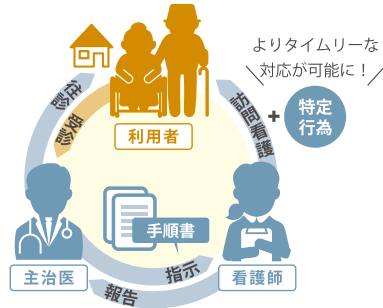 よりタイムリーな
対応が可能に！
特定
行為
往診
受診
訪問看護
+
利用者
手順書
主治医
看護師
指示
報告